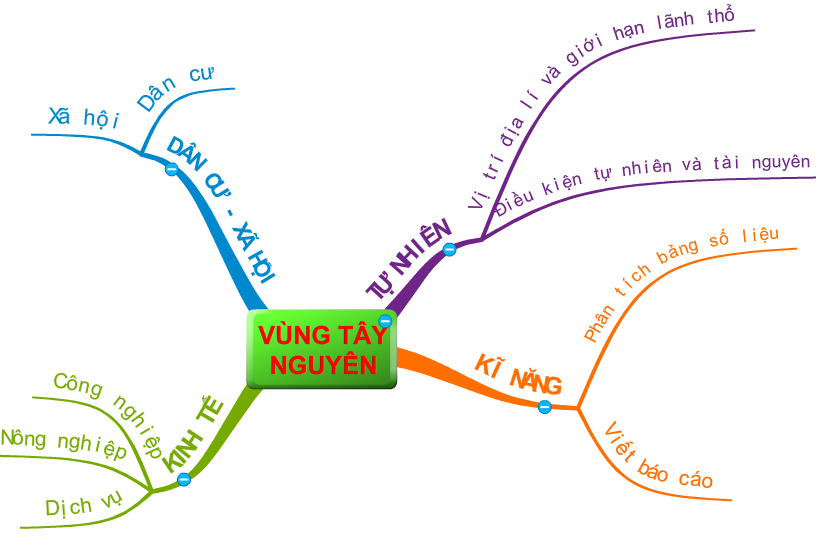 VÙNG TÂY
NGUYÊN
TỰ NHIÊN
Vị trí địa lí và giới hạn lãnh thổ
Điều kiện tự nhiên và tài nguyên
KĨ NĂNG
Phân tích bảng số liệu
Viết báo cáo
KINH TẾ
Công nghiệp
Nông nghiệp
Dịch vụ
DÂN CƯ - XÃ HỘI
Dân cư
Xã hội